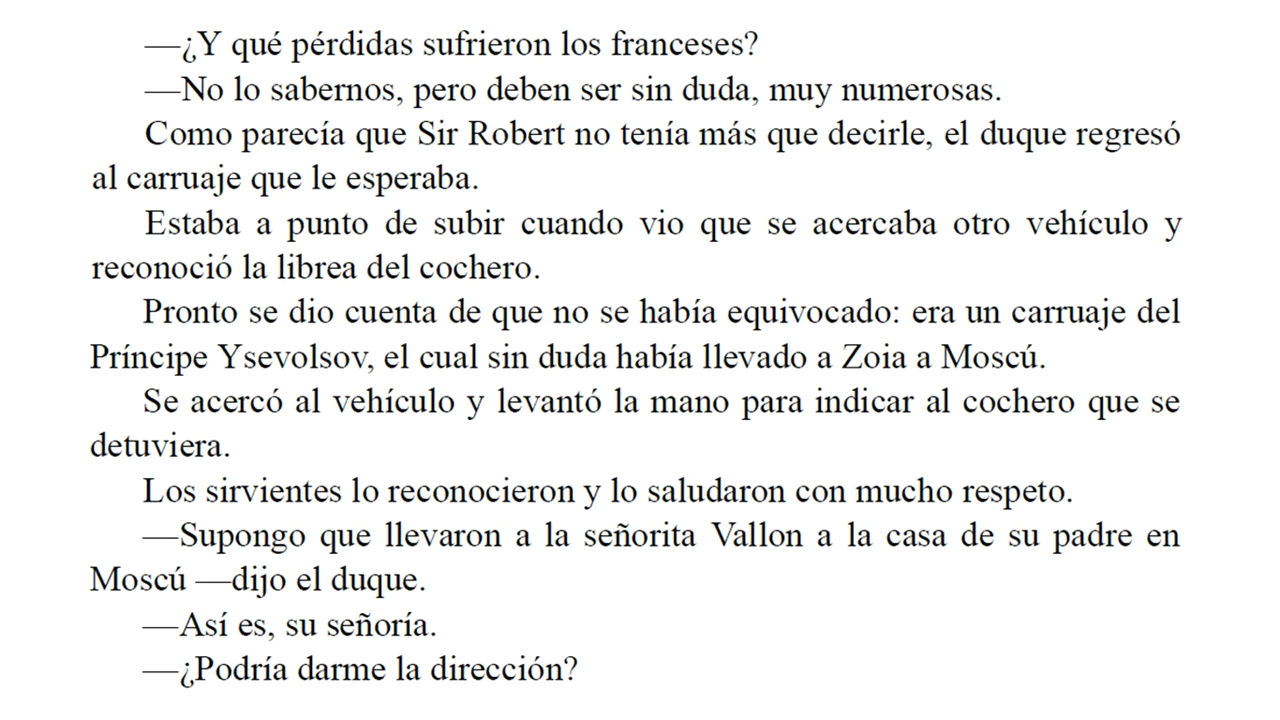 —¿Y qué pérdidas sufrieron los franceses?
—No lo sabernos, pero deben ser sin duda, muy numerosas.
Como parecía que Sir Robert no tenía más que decirle, el duque regresó
al carruaje que le esperaba.
Estaba a punto de subir cuando vio que se acercaba otro vehículo y
reconoció la librea del cochero.
Pronto se dio cuenta de que no se había equivocado: era un carruaje del
Príncipe Ysevolsov, el cual sin duda había llevado a Zoia a Moscú.
Se acercó al vehículo y levantó la mano para indicar al cochero que se
detuviera.
Los sirvientes lo reconocieron y lo saludaron con mucho respeto.
—Supongo que llevaron a la señorita Vallon a la casa de su padre en
Moscú —dijo el duque.
—Así es, su señoría.
—¿Podría darme la dirección?